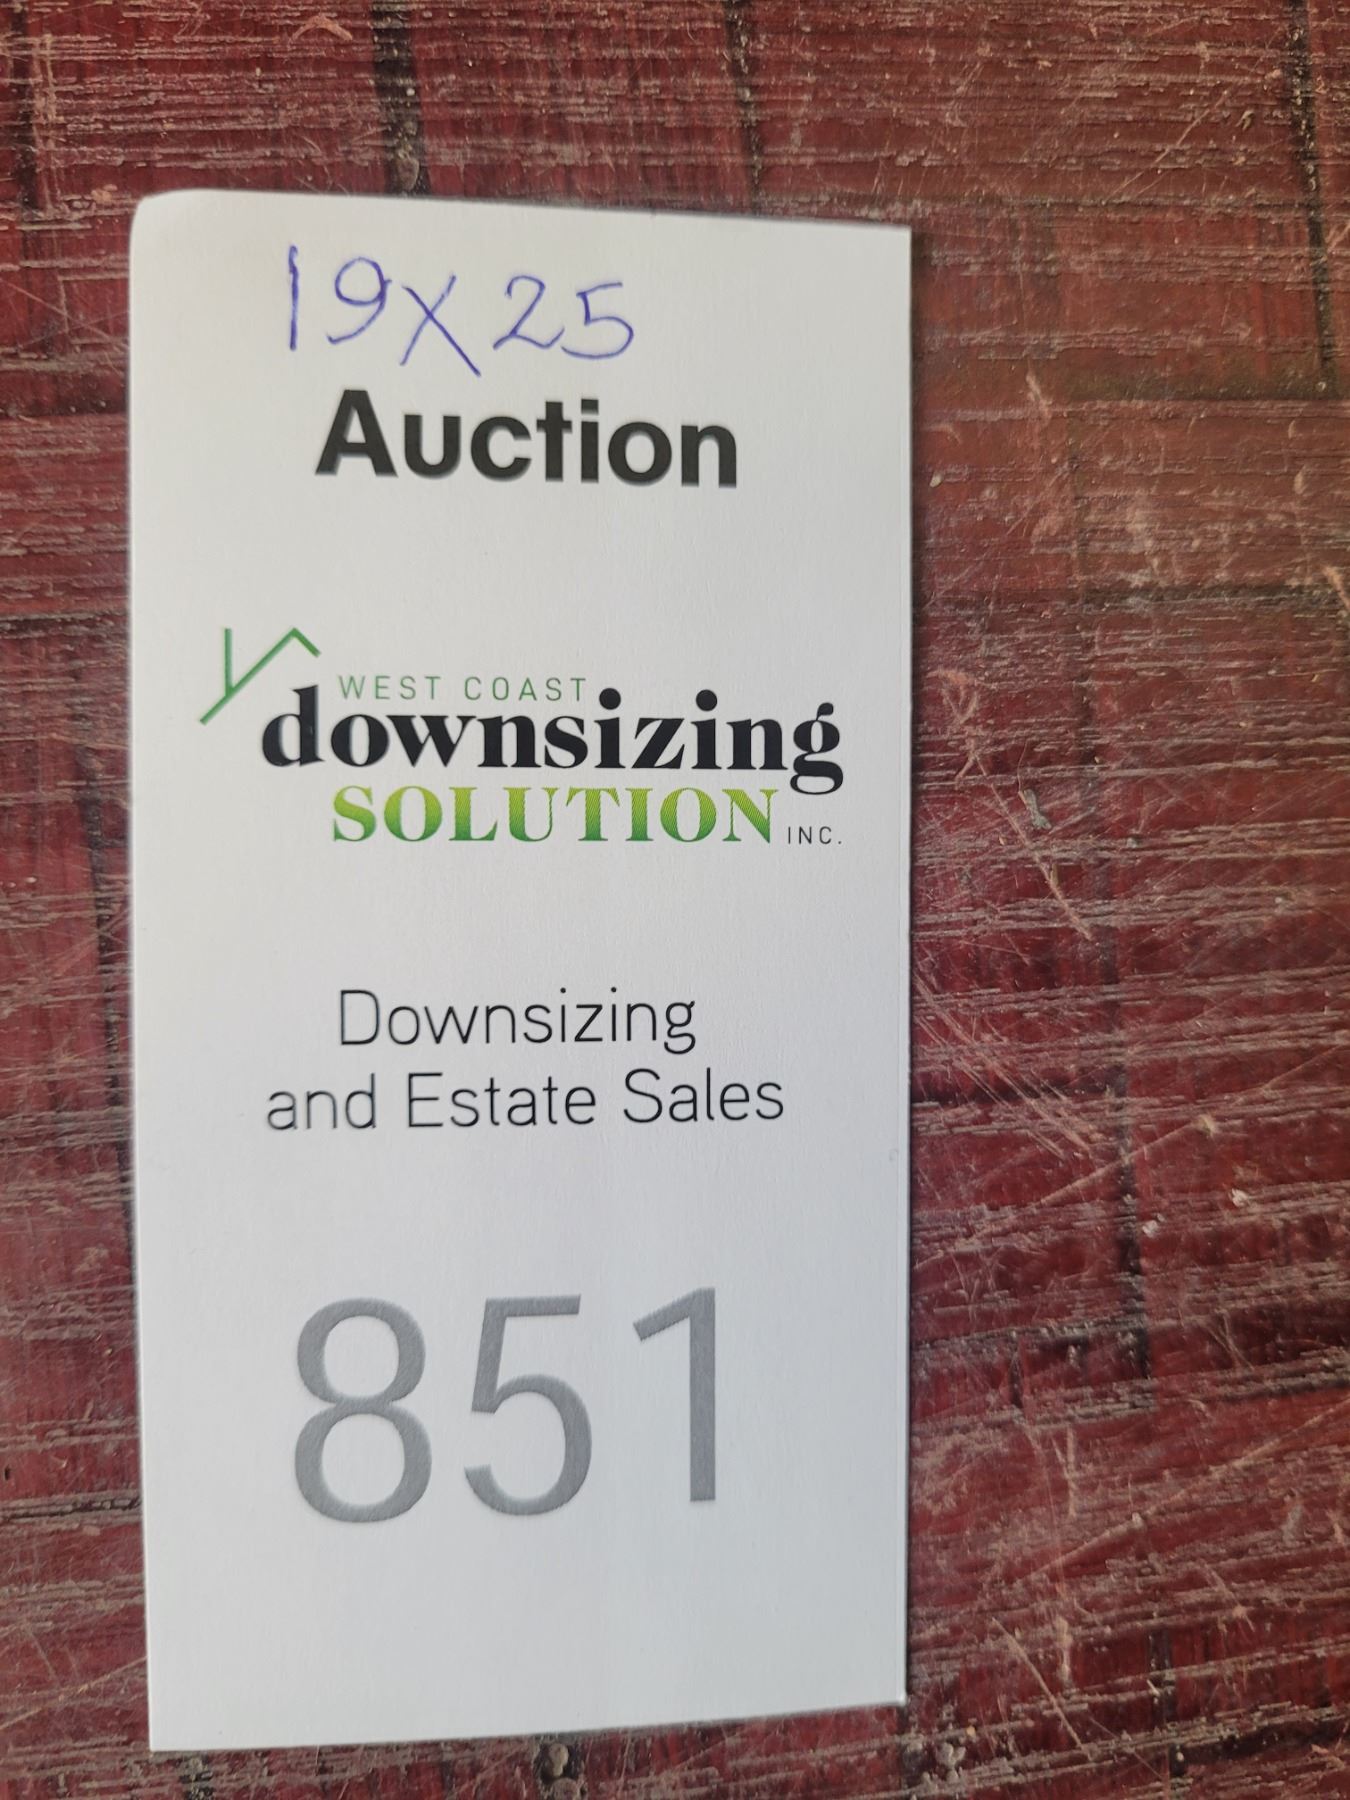 19X25
Auction
WEST COAST
downsizing
SOLUTION INC.
Downsizing
and Estate Sales
851